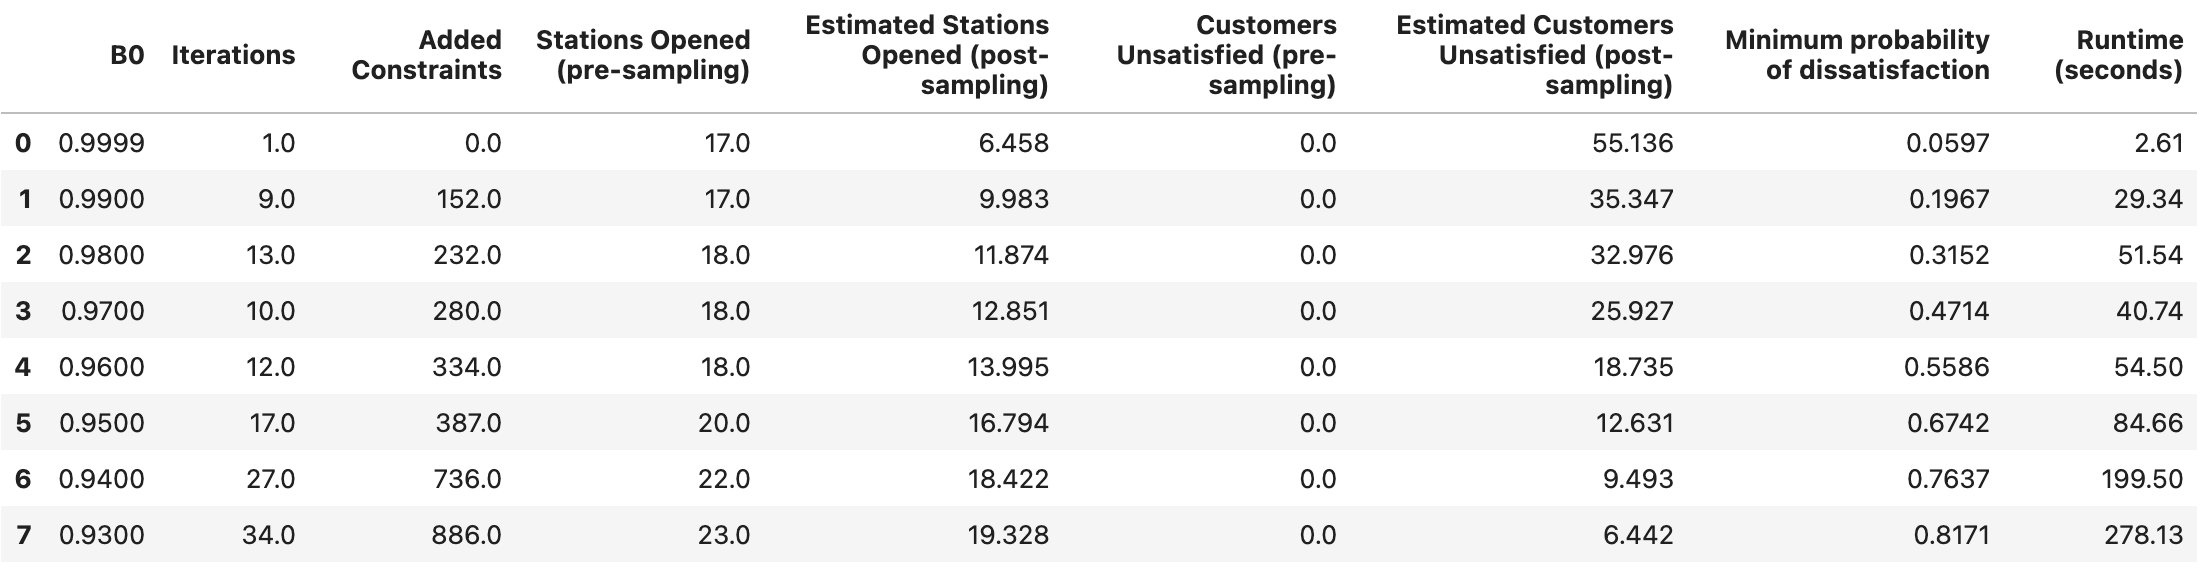 B0 Iterations Added Constraints Stations Opened (pre-sampling) Estimated Stations Opened (post-sampling) Customers Unsatisfied (pre-sampling) Estimated Customers Unsatisfied (post-sampling) Minimum probability of dissatisfaction Runtime (seconds)
0 0.9999 1.0 0.0 17.0 6.458 0.0 55.136 0.0597 2.61
1 0.9900 9.0 152.0 17.0 9.983 0.0 35.347 0.1967 29.34
2 0.9800 13.0 232.0 18.0 11.874 0.0 32.976 0.3152 51.54
3 0.9700 10.0 280.0 18.0 12.851 0.0 25.927 0.4714 40.74
4 0.9600 12.0 334.0 18.0 13.995 0.0 18.735 0.5586 54.50
5 0.9500 17.0 387.0 20.0 16.794 0.0 12.631 0.6742 84.66
6 0.9400 27.0 736.0 22.0 18.422 0.0 9.493 0.7637 199.50
7 0.9300 34.0 886.0 23.0 19.328 0.0 6.442 0.8171 278.13